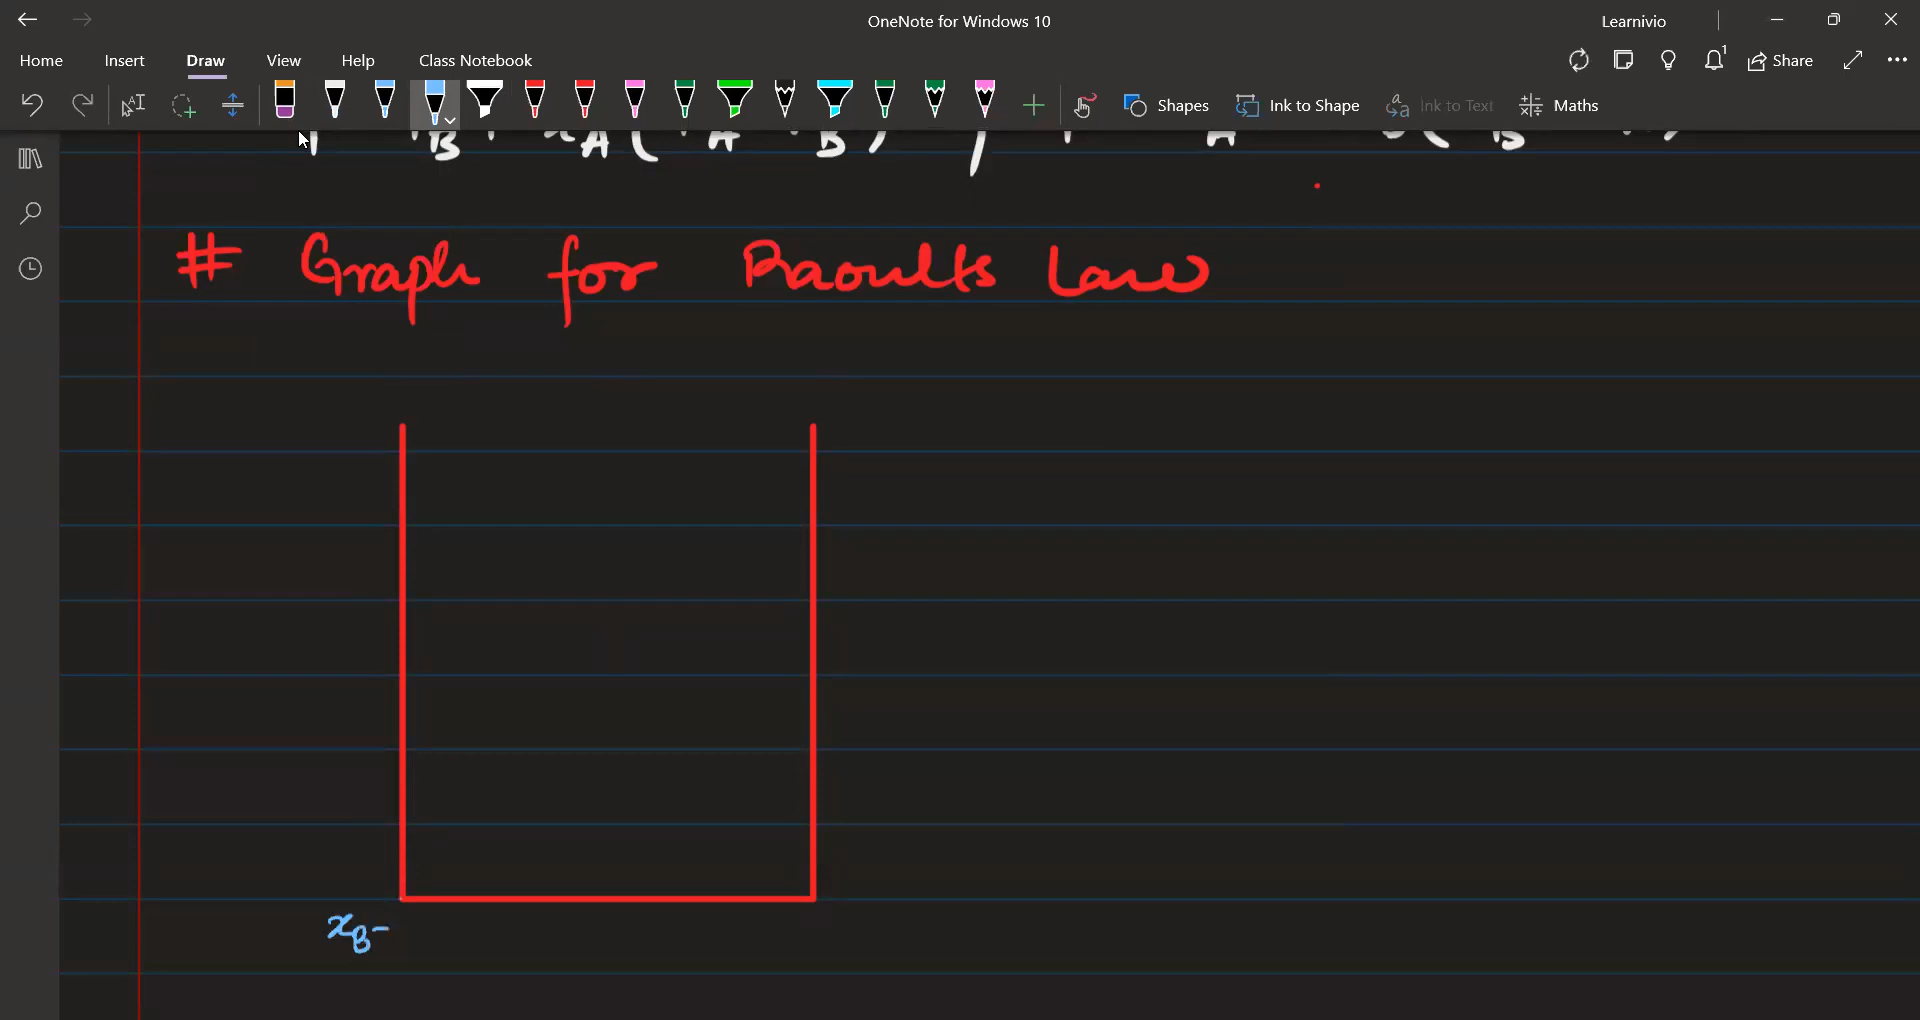 OneNote for Windows 10
Learnivio
Home Insert Draw View Help Class Notebook
Share
Shapes Ink to Shape Ink to Text Maths
# Graph for Raoults Law
x_B-